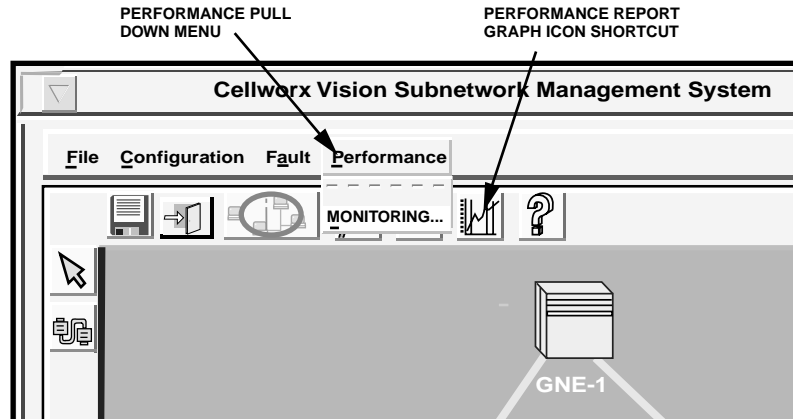 PERFORMANCE PULL
DOWN MENU
PERFORMANCE REPORT
GRAPH ICON SHORTCUT
Cellworx Vision Subnetwork Management System
File Configuration Fault Performance
MONITORING...
?
GNE-1